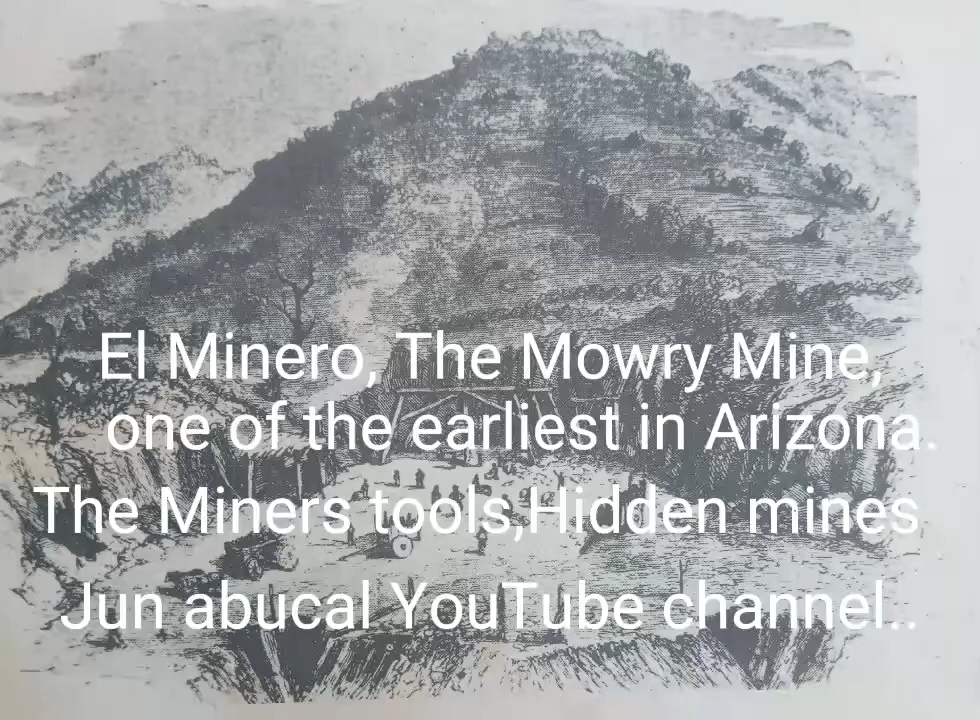 El Minero, The Mowry Mine,
one of the earliest in Arizona.
The Miners tools,Hidden mines
Jun abucal YouTube channel..